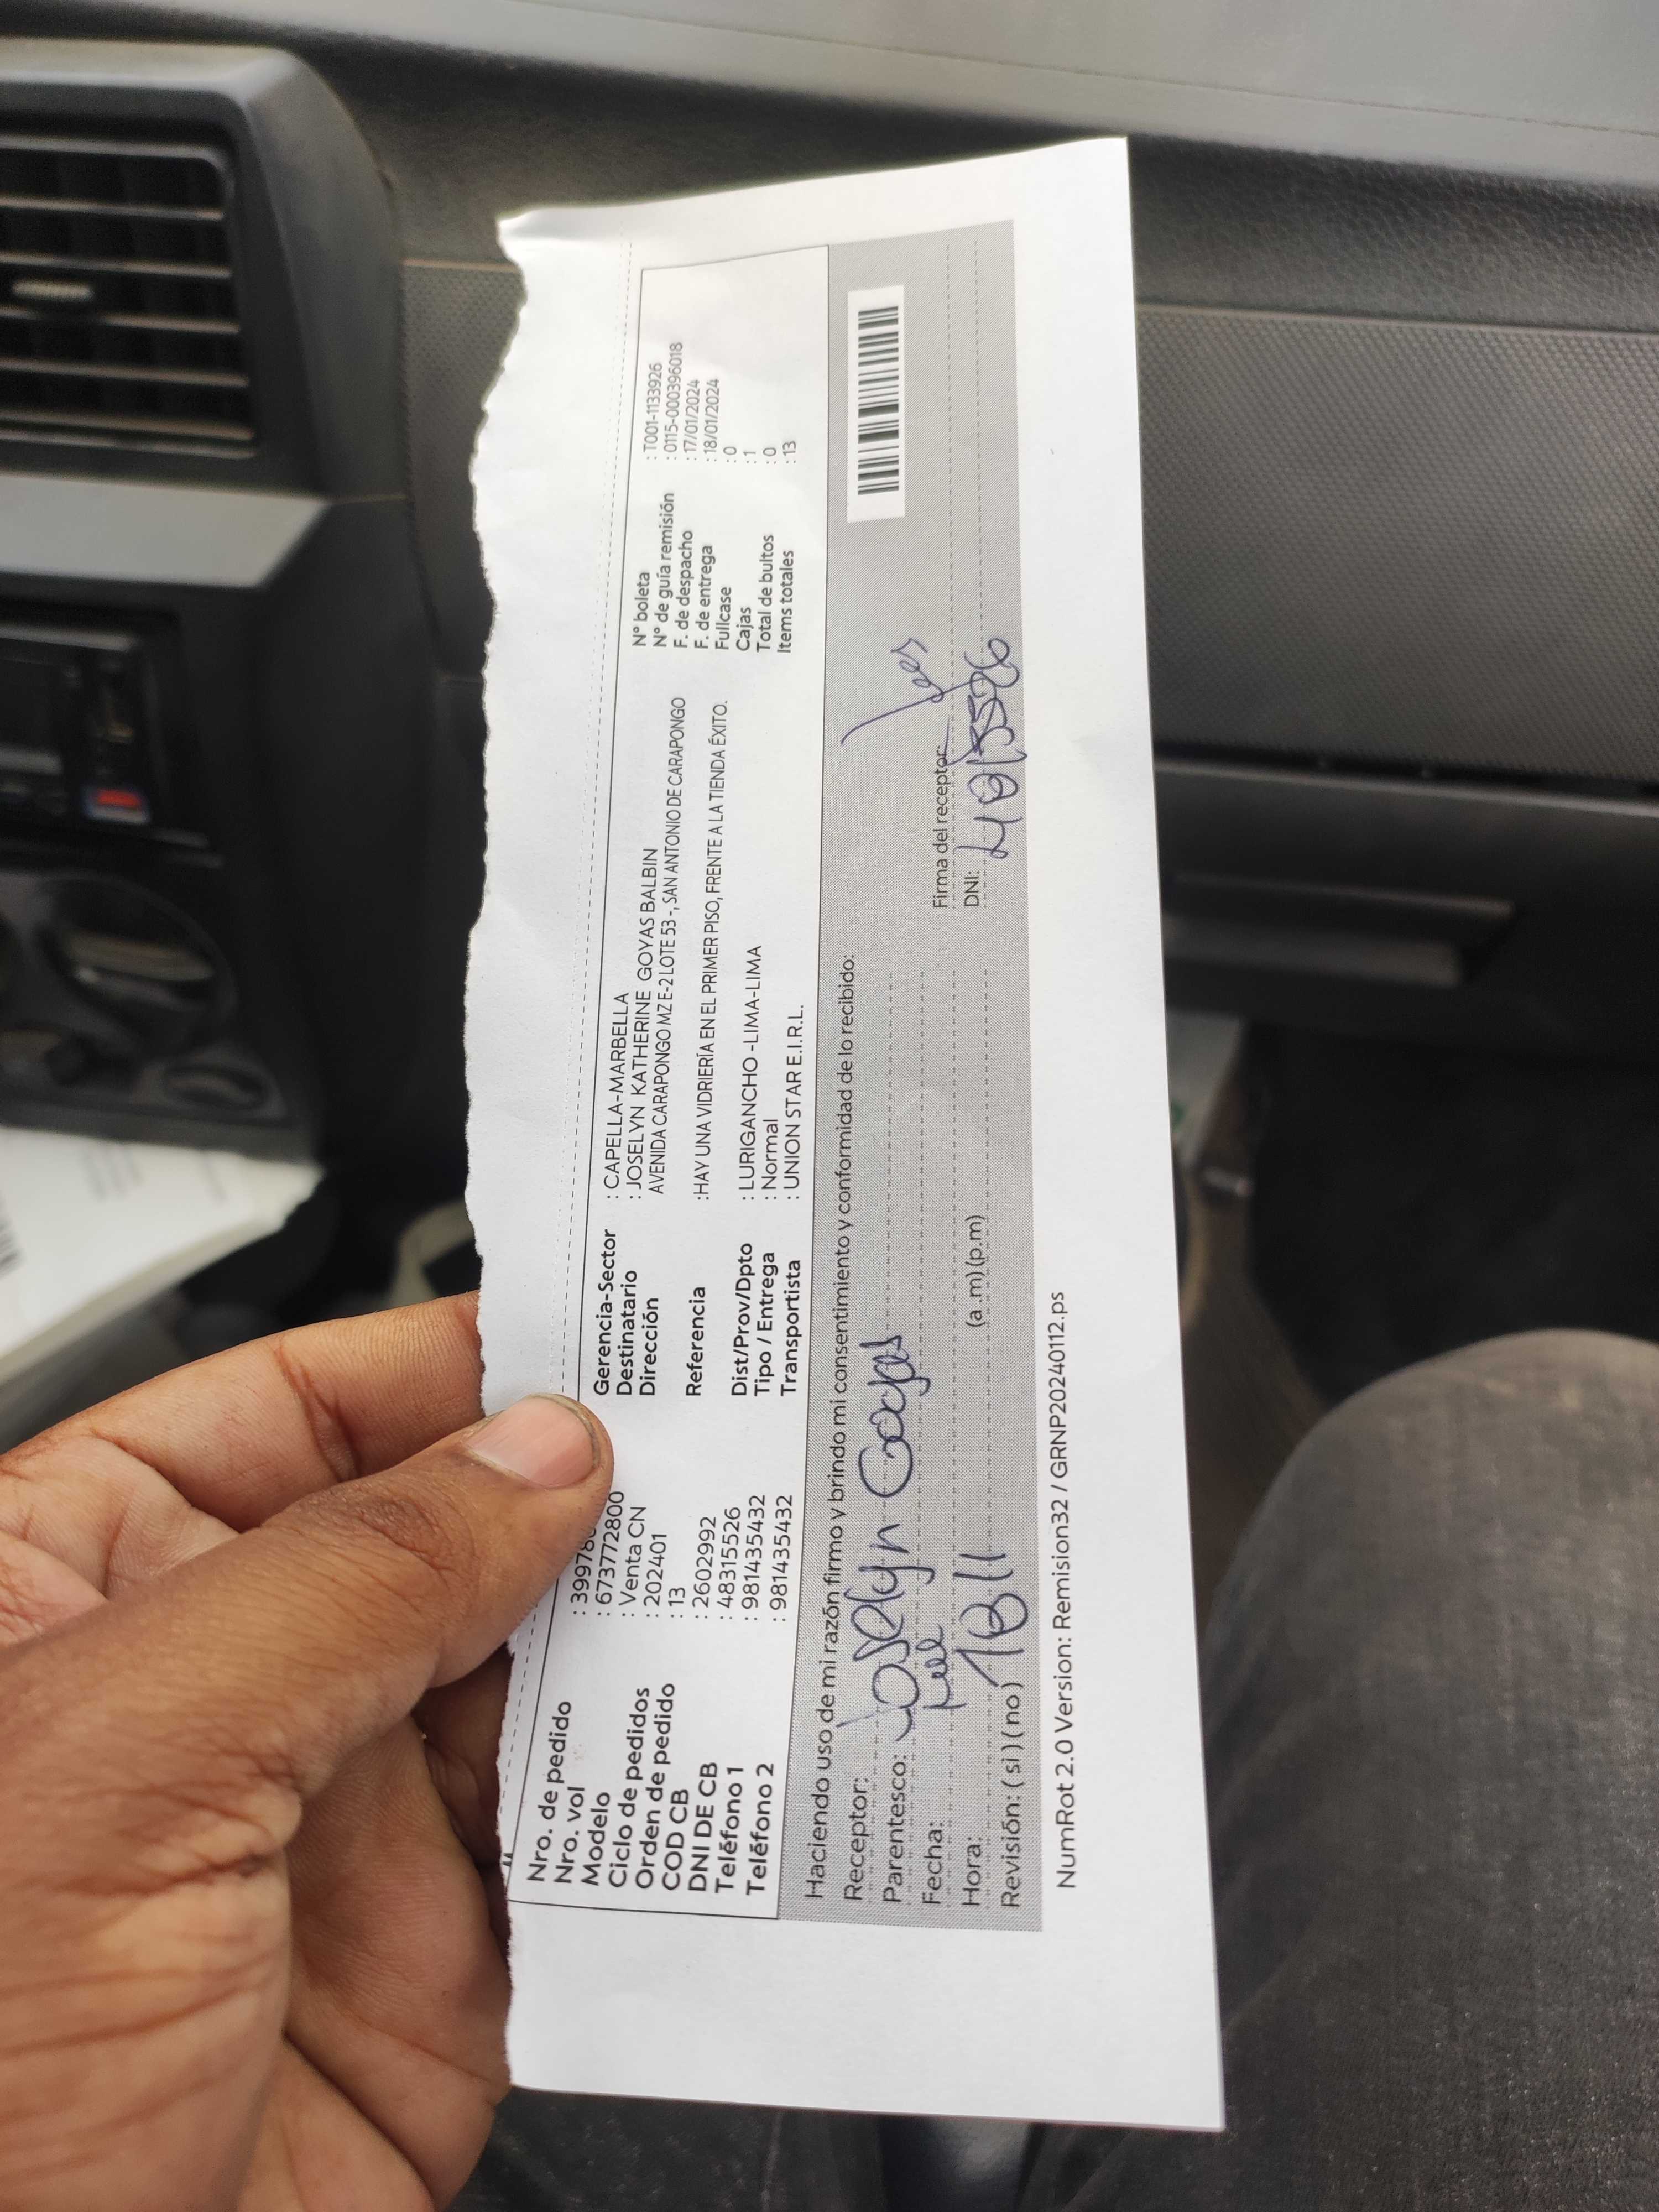 Nro. de pedido : 39978
Nro. vol : 673772800
Modelo : Venta CN
Ciclo de pedidos : 202401
Orden de pedido : 13
COD CB : 2602992
DNI DE CB : 48315526
Teléfono 1 : 981435432
Teléfono 2 : 981435432
Gerencia-Sector : CAPELLA-MARBELLA
Destinatario : JOSELYN KATHERINE GOYAS BALBIN
Dirección AVENIDA CARAPONGO MZ E-2 LOTE 53 -, SAN ANTONIO DE CARAPONGO
Referencia :HAY UNA VIDRIERÍA EN EL PRIMER PISO, FRENTE A LA TIENDA ÉXITO.
Dist/Prov/Dpto : LURIGANCHO -LIMA-LIMA
Tipo / Entrega : Normal
Transportista : UNION STAR E.I.R.L.
N° boleta : T001-1133926
N° de guía remisión : 0115-000396018
F. de despacho : 17/01/2024
F. de entrega : 18/01/2024
Fullcase : 0
Cajas : 1
Total de bultos : 0
Items totales : 13
Haciendo uso de mi razón firmo y brindo mi consentimiento y conformidad de lo recibido:
Receptor: Joselyn Goyas
Parentesco:
Fecha:
Hora: (a .m) (p.m)
Revisión: ( si ) ( no )
Firma del receptor:
DNI:
NumRot 2.0 Version: Remision32 / GRNP20240112.ps